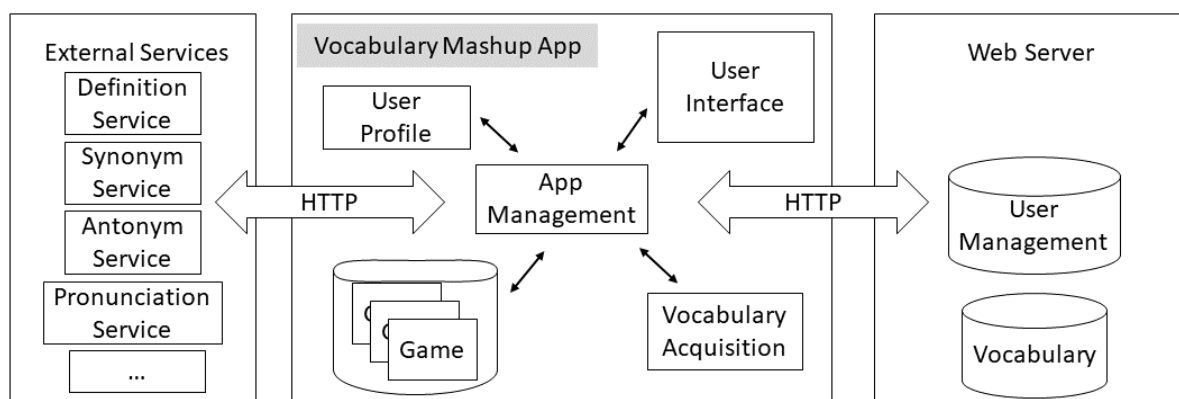 External Services
Definition
Service
Synonym
Service
Antonym
Service
Pronunciation
Service
...
HTTP
Vocabulary Mashup App
User
Profile
User
Interface
App
Management
Game
Vocabulary
Acquisition
HTTP
Web Server
User
Management
Vocabulary